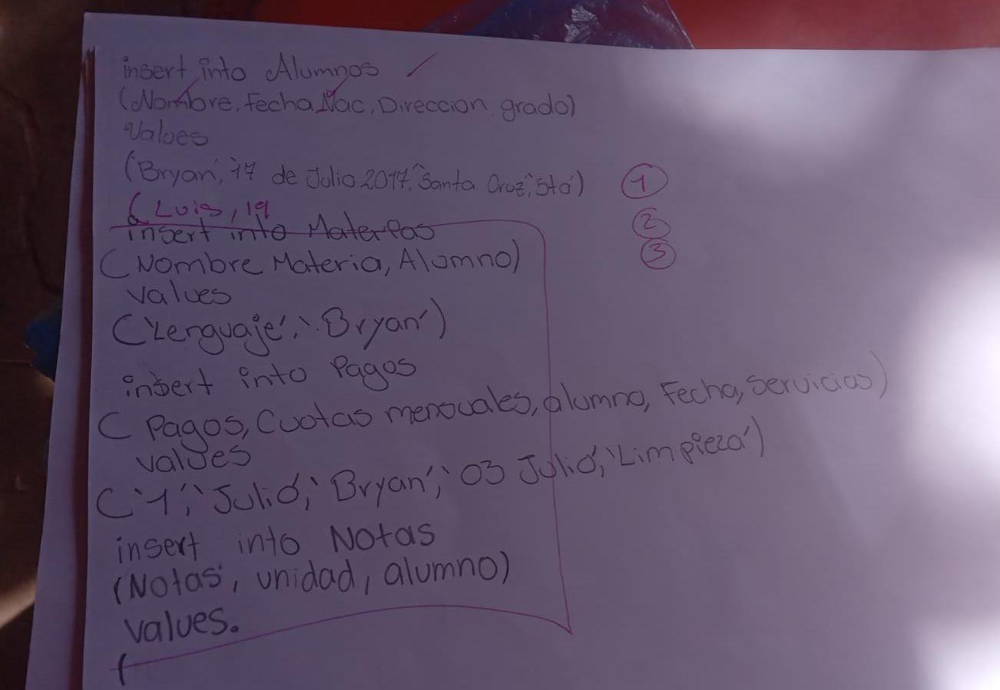 insert into Alumnos
(Nombre, Fecha Nac, Direccion, grado)
Values
(Bryan', 17 de Julio 2017, "Santa Cruz", 5to')
①
( Luis, 19
②
insert into Materias
③
(Nombre Materia, Alumno)
values
('Lenguaje', 'Bryan')
insert into Pagos
( Pagos, Cuotas mensuales, alumno, Fecha, Servicios)
values
('1', 'Julio', 'Bryan', '03 Julio', 'Limpieza')
insert into Notas
(Notas, unidad, alumno)
values.
(